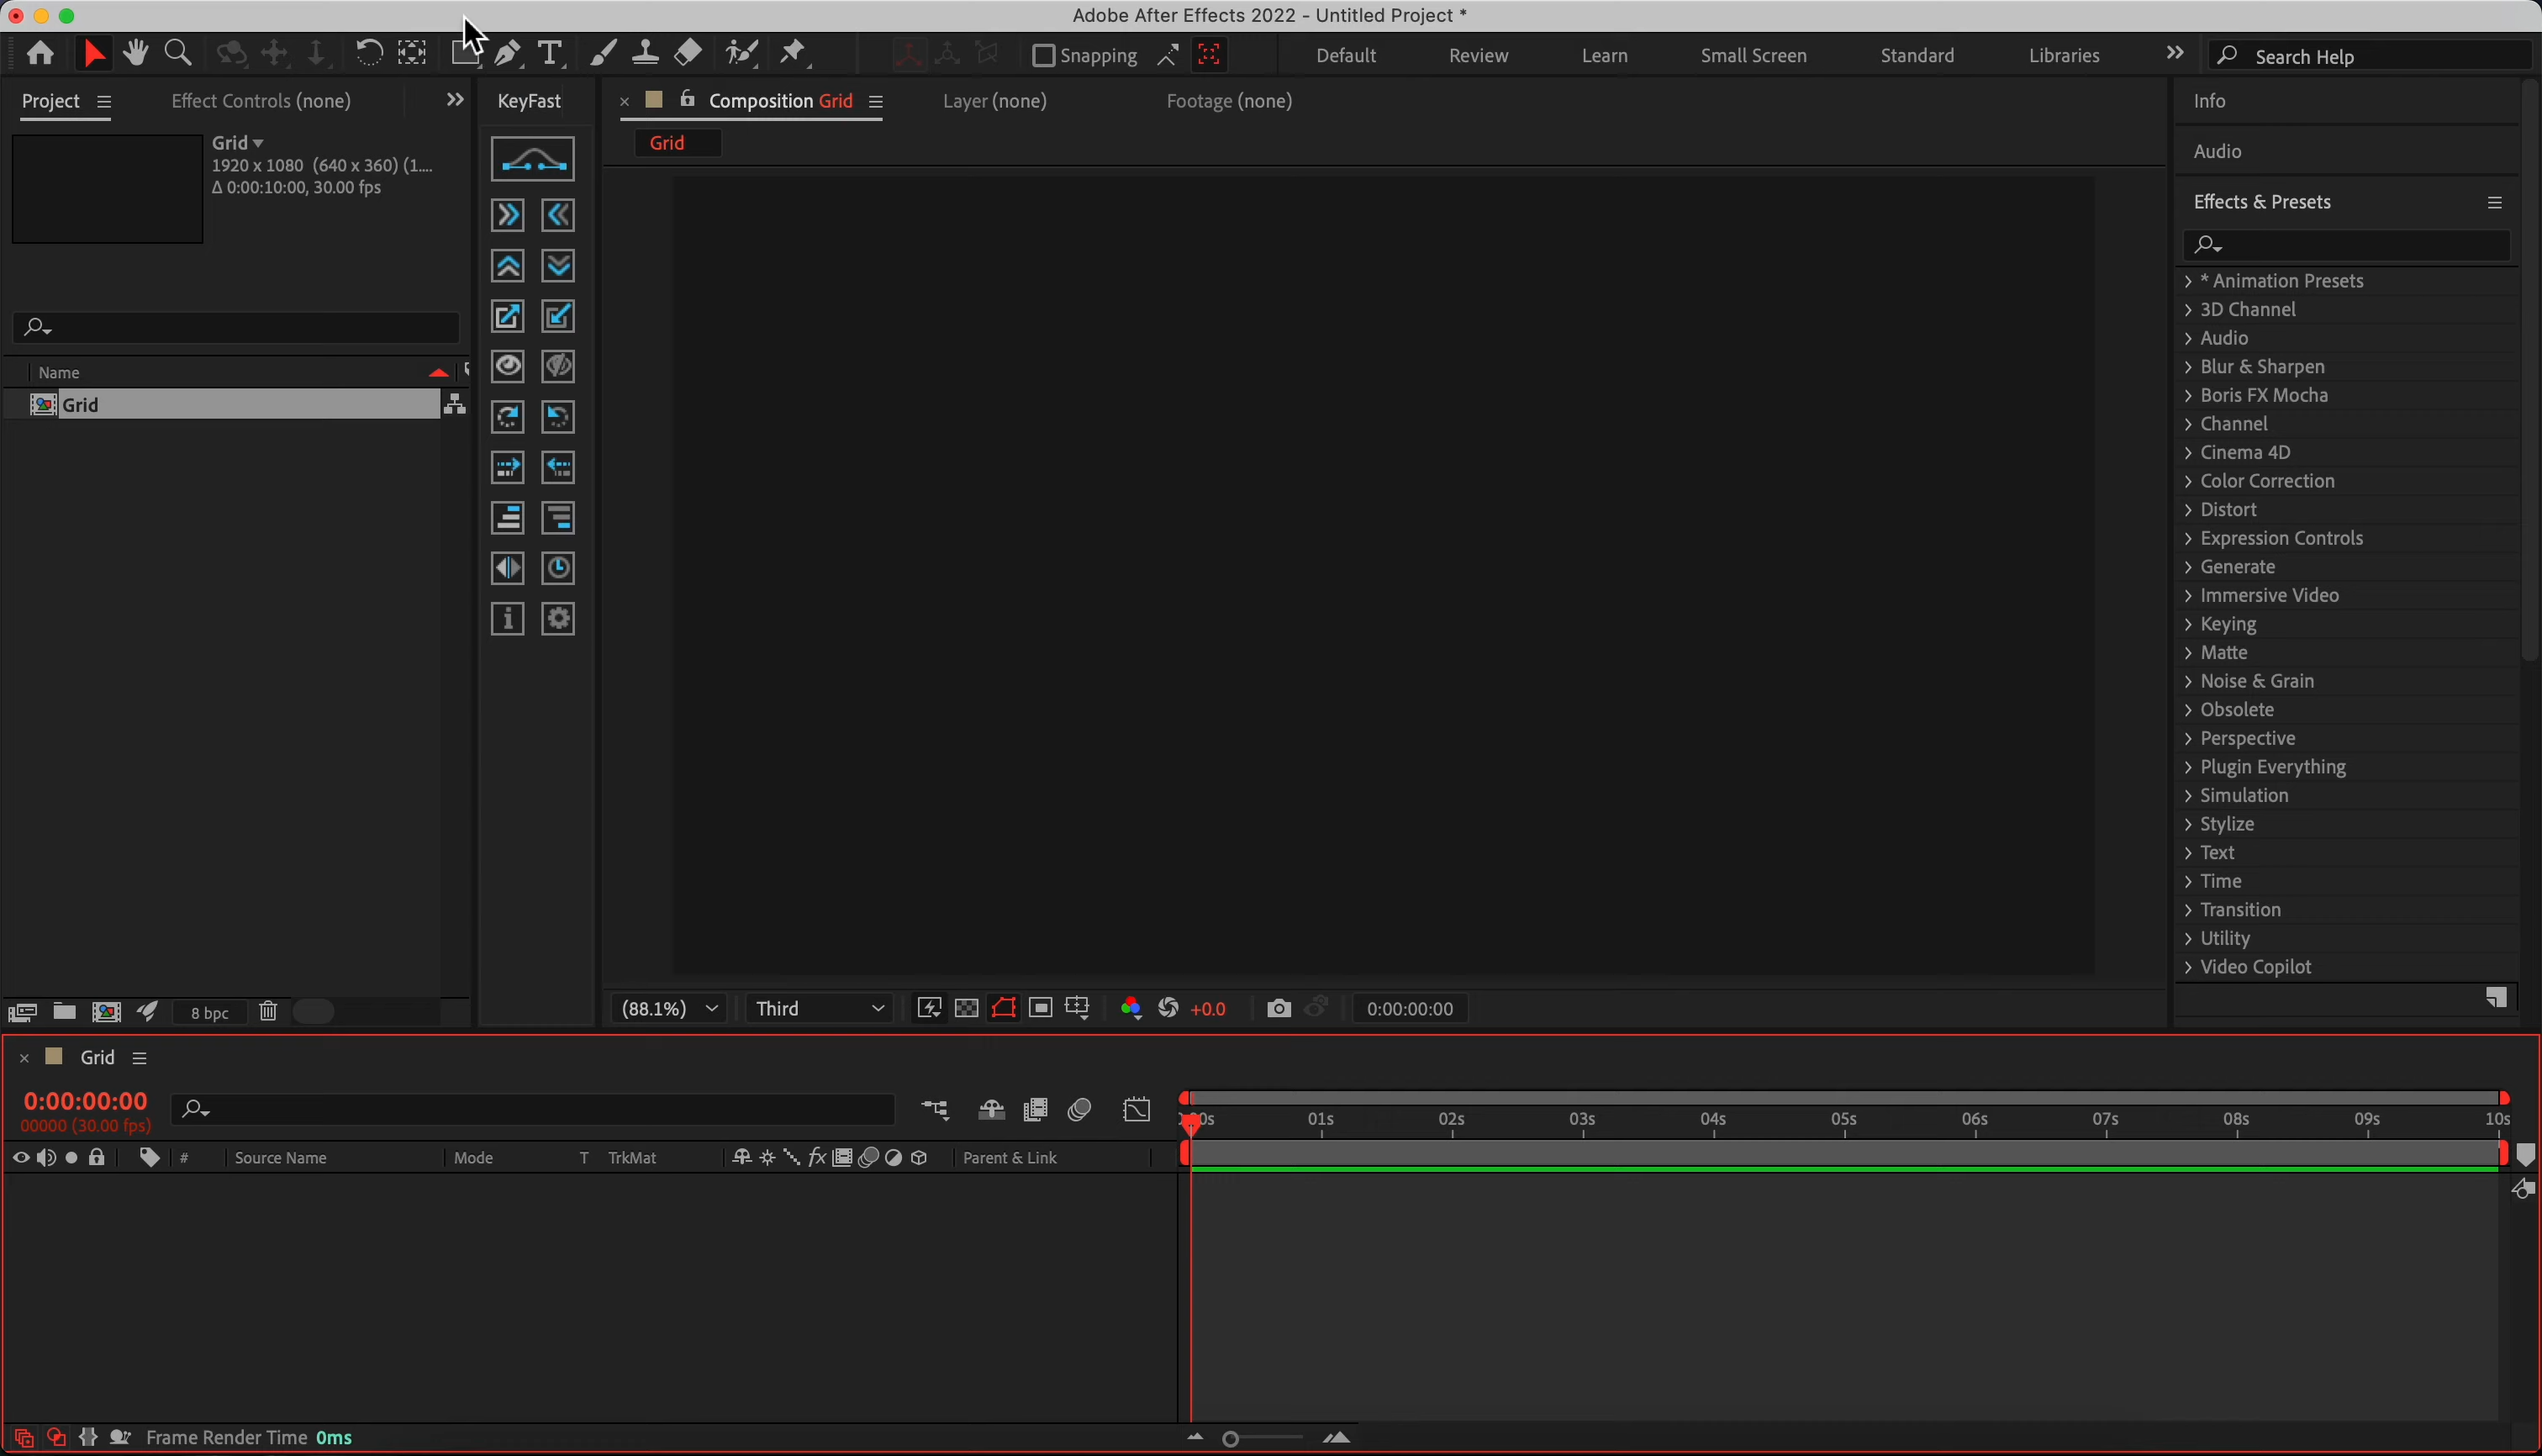 Adobe After Effects 2022 - Untitled Project *
Snapping
Default
Review
Learn
Small Screen
Standard
Libraries
Search Help
Project
Effect Controls (none)
KeyFast
Composition Grid
Layer (none)
Footage (none)
Info
Grid
1920 x 1080 (640 x 360) (1....
Δ 0:00:10:00, 30.00 fps
Grid
Audio
Effects & Presets
Name
Grid
* Animation Presets
3D Channel
Audio
Blur & Sharpen
Boris FX Mocha
Channel
Cinema 4D
Color Correction
Distort
Expression Controls
Generate
Immersive Video
Keying
Matte
Noise & Grain
Obsolete
Perspective
Plugin Everything
Simulation
Stylize
Text
Time
Transition
Utility
Video Copilot
8 bpc
(88.1%)
Third
+0.0
0:00:00:00
Grid
0:00:00:00
00000 (30.00 fps)
01s 02s 03s 04s 05s 06s 07s 08s 09s 10s
# Source Name Mode T TrkMat fx Parent & Link
Frame Render Time 0ms